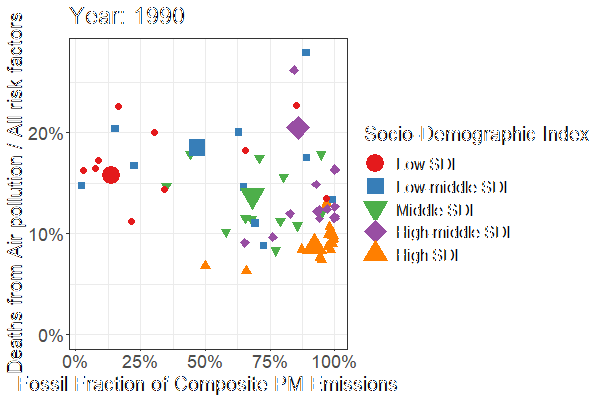 Year: 1990
Deaths from Air pollution / All risk factors
20%
10%
0%
0%
25%
50%
75%
100%
Fossil Fraction of Composite PM Emissions
Socio-Demographic Index
Low SDI
Low-middle SDI
Middle SDI
High-middle SDI
High SDI